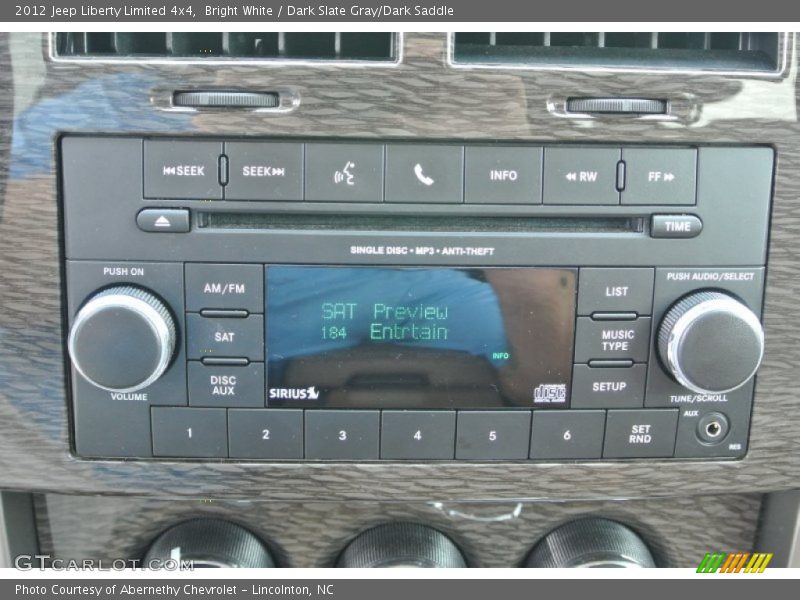 2012 Jeep Liberty Limited 4x4, Bright White / Dark Slate Gray/Dark Saddle
SEEK SEEK INFO RW FF
TIME
SINGLE DISC • MP3 • ANTI-THEFT
PUSH ON
PUSH AUDIO/SELECT
AM/FM
LIST
SAT Preview
184 Entrtain
SAT
MUSIC
TYPE
INFO
DISC
AUX
SIRIUS
disc
SETUP
VOLUME
TUNE/SCROLL
AUX
1 2 3 4 5 6
SET
RND
RES
GTcarlot.com
Photo Courtesy of Abernethy Chevrolet – Lincolnton, NC